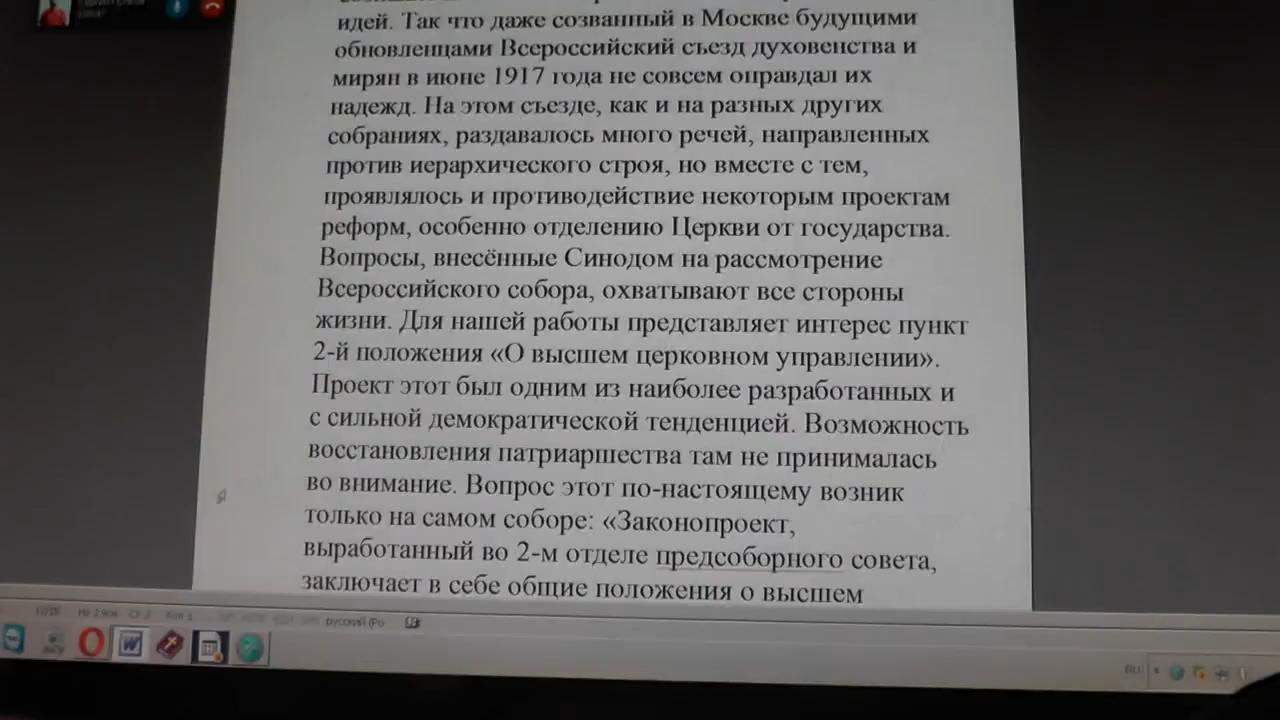 идей. Так что даже созванный в Москве будущими
обновленцами Всероссийский съезд духовенства и
мирян в июне 1917 года не совсем оправдал их
надежд. На этом съезде, как и на разных других
собраниях, раздавалось много речей, направленных
против иерархического строя, но вместе с тем,
проявлялось и противодействие некоторым проектам
реформ, особенно отделению Церкви от государства.
Вопросы, внесённые Синодом на рассмотрение
Всероссийского собора, охватывают все стороны
жизни. Для нашей работы представляет интерес пункт
2-й положения «О высшем церковном управлении».
Проект этот был одним из наиболее разработанных и
с сильной демократической тенденцией. Возможность
восстановления патриаршества там не принималась
во внимание. Вопрос этот по-настоящему возник
только на самом соборе: «Законопроект,
выработанный во 2-м отделе предсоборного совета,
заключает в себе общие положения о высшем
русский (Ро
RU